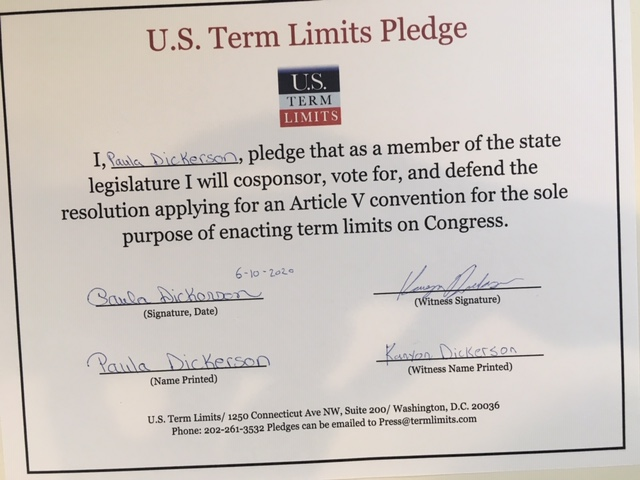 U.S. Term Limits Pledge
U.S.
TERM
LIMITS
I, Paula Dickerson, pledge that as a member of the state
legislature I will cosponsor, vote for, and defend the
resolution applying for an Article V convention for the sole
purpose of enacting term limits on Congress.
6-10-2020
Paula Dickerson
(Signature, Date)
(Witness Signature)
Paula Dickerson
(Name Printed)
Kanyon Dickerson
(Witness Name Printed)
U.S. Term Limits/ 1250 Connecticut Ave NW, Suite 200/ Washington, D.C. 20036
Phone: 202-261-3532 Pledges can be emailed to Press@termlimits.com